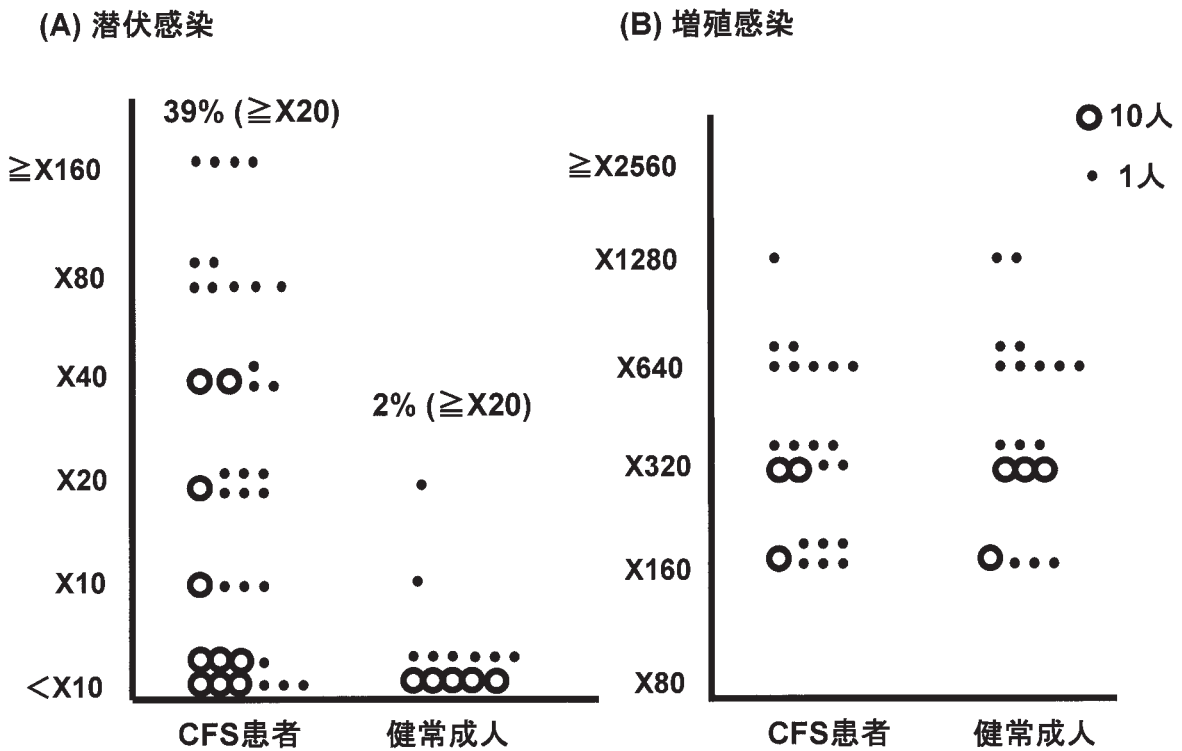 (A) 潜伏感染
39% (≧X20)
≧X160
X80
X40
2% (≧X20)
X20
X10
<X10
CFS患者
健常成人
(B) 増殖感染
10人
1人
≧X2560
X1280
X640
X320
X160
X80
CFS患者
健常成人